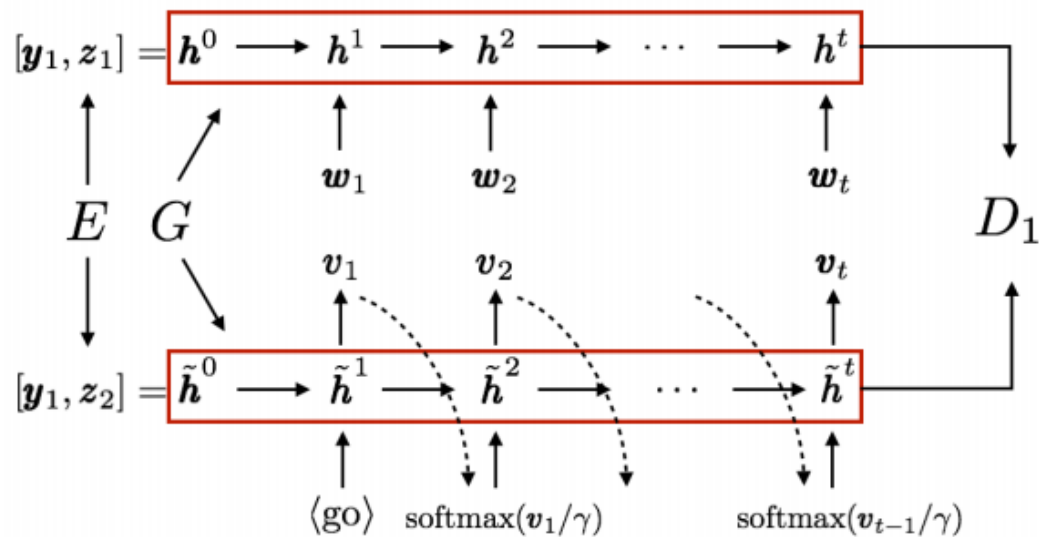 [y₁, z₁] = h⁰ h¹ h² ⋯ hᵗ
w₁ w₂ wₜ
E G D₁
v₁ v₂ vₜ
[y₁, z₂] = h̃⁰ h̃¹ h̃² ⋯ h̃ᵗ
⟨go⟩ softmax(v₁/γ) softmax(vₜ₋₁/γ)